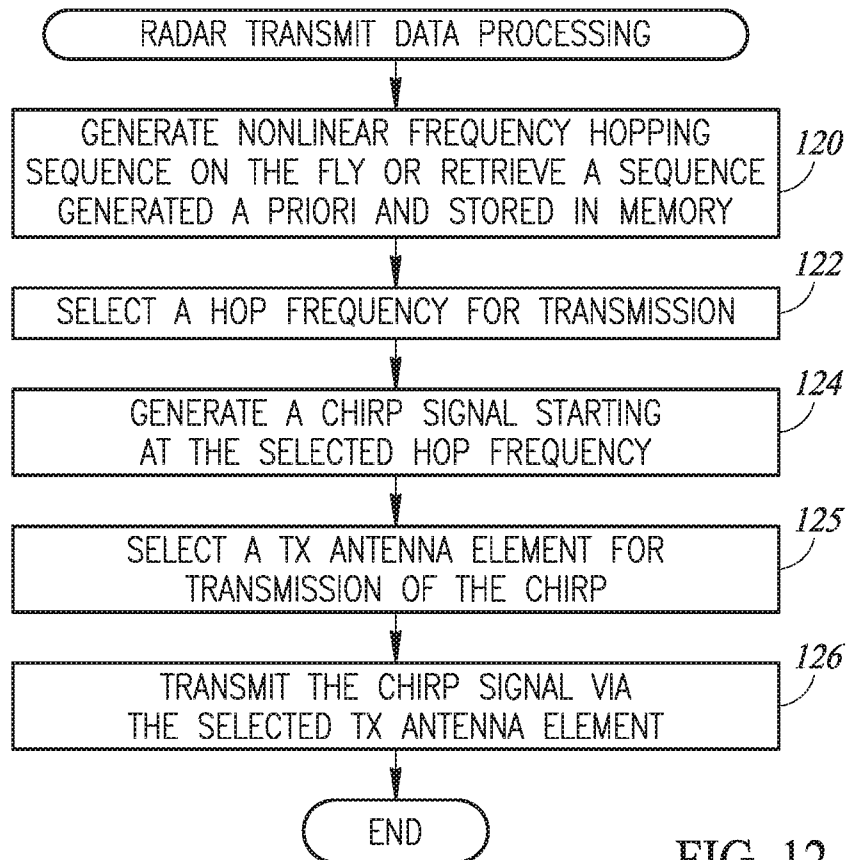 RADAR TRANSMIT DATA PROCESSING
GENERATE NONLINEAR FREQUENCY HOPPING
SEQUENCE ON THE FLY OR RETRIEVE A SEQUENCE
GENERATED A PRIORI AND STORED IN MEMORY
120
122
SELECT A HOP FREQUENCY FOR TRANSMISSION
124
GENERATE A CHIRP SIGNAL STARTING
AT THE SELECTED HOP FREQUENCY
125
SELECT A TX ANTENNA ELEMENT FOR
TRANSMISSION OF THE CHIRP
126
TRANSMIT THE CHIRP SIGNAL VIA
THE SELECTED TX ANTENNA ELEMENT
END
FIG. 12